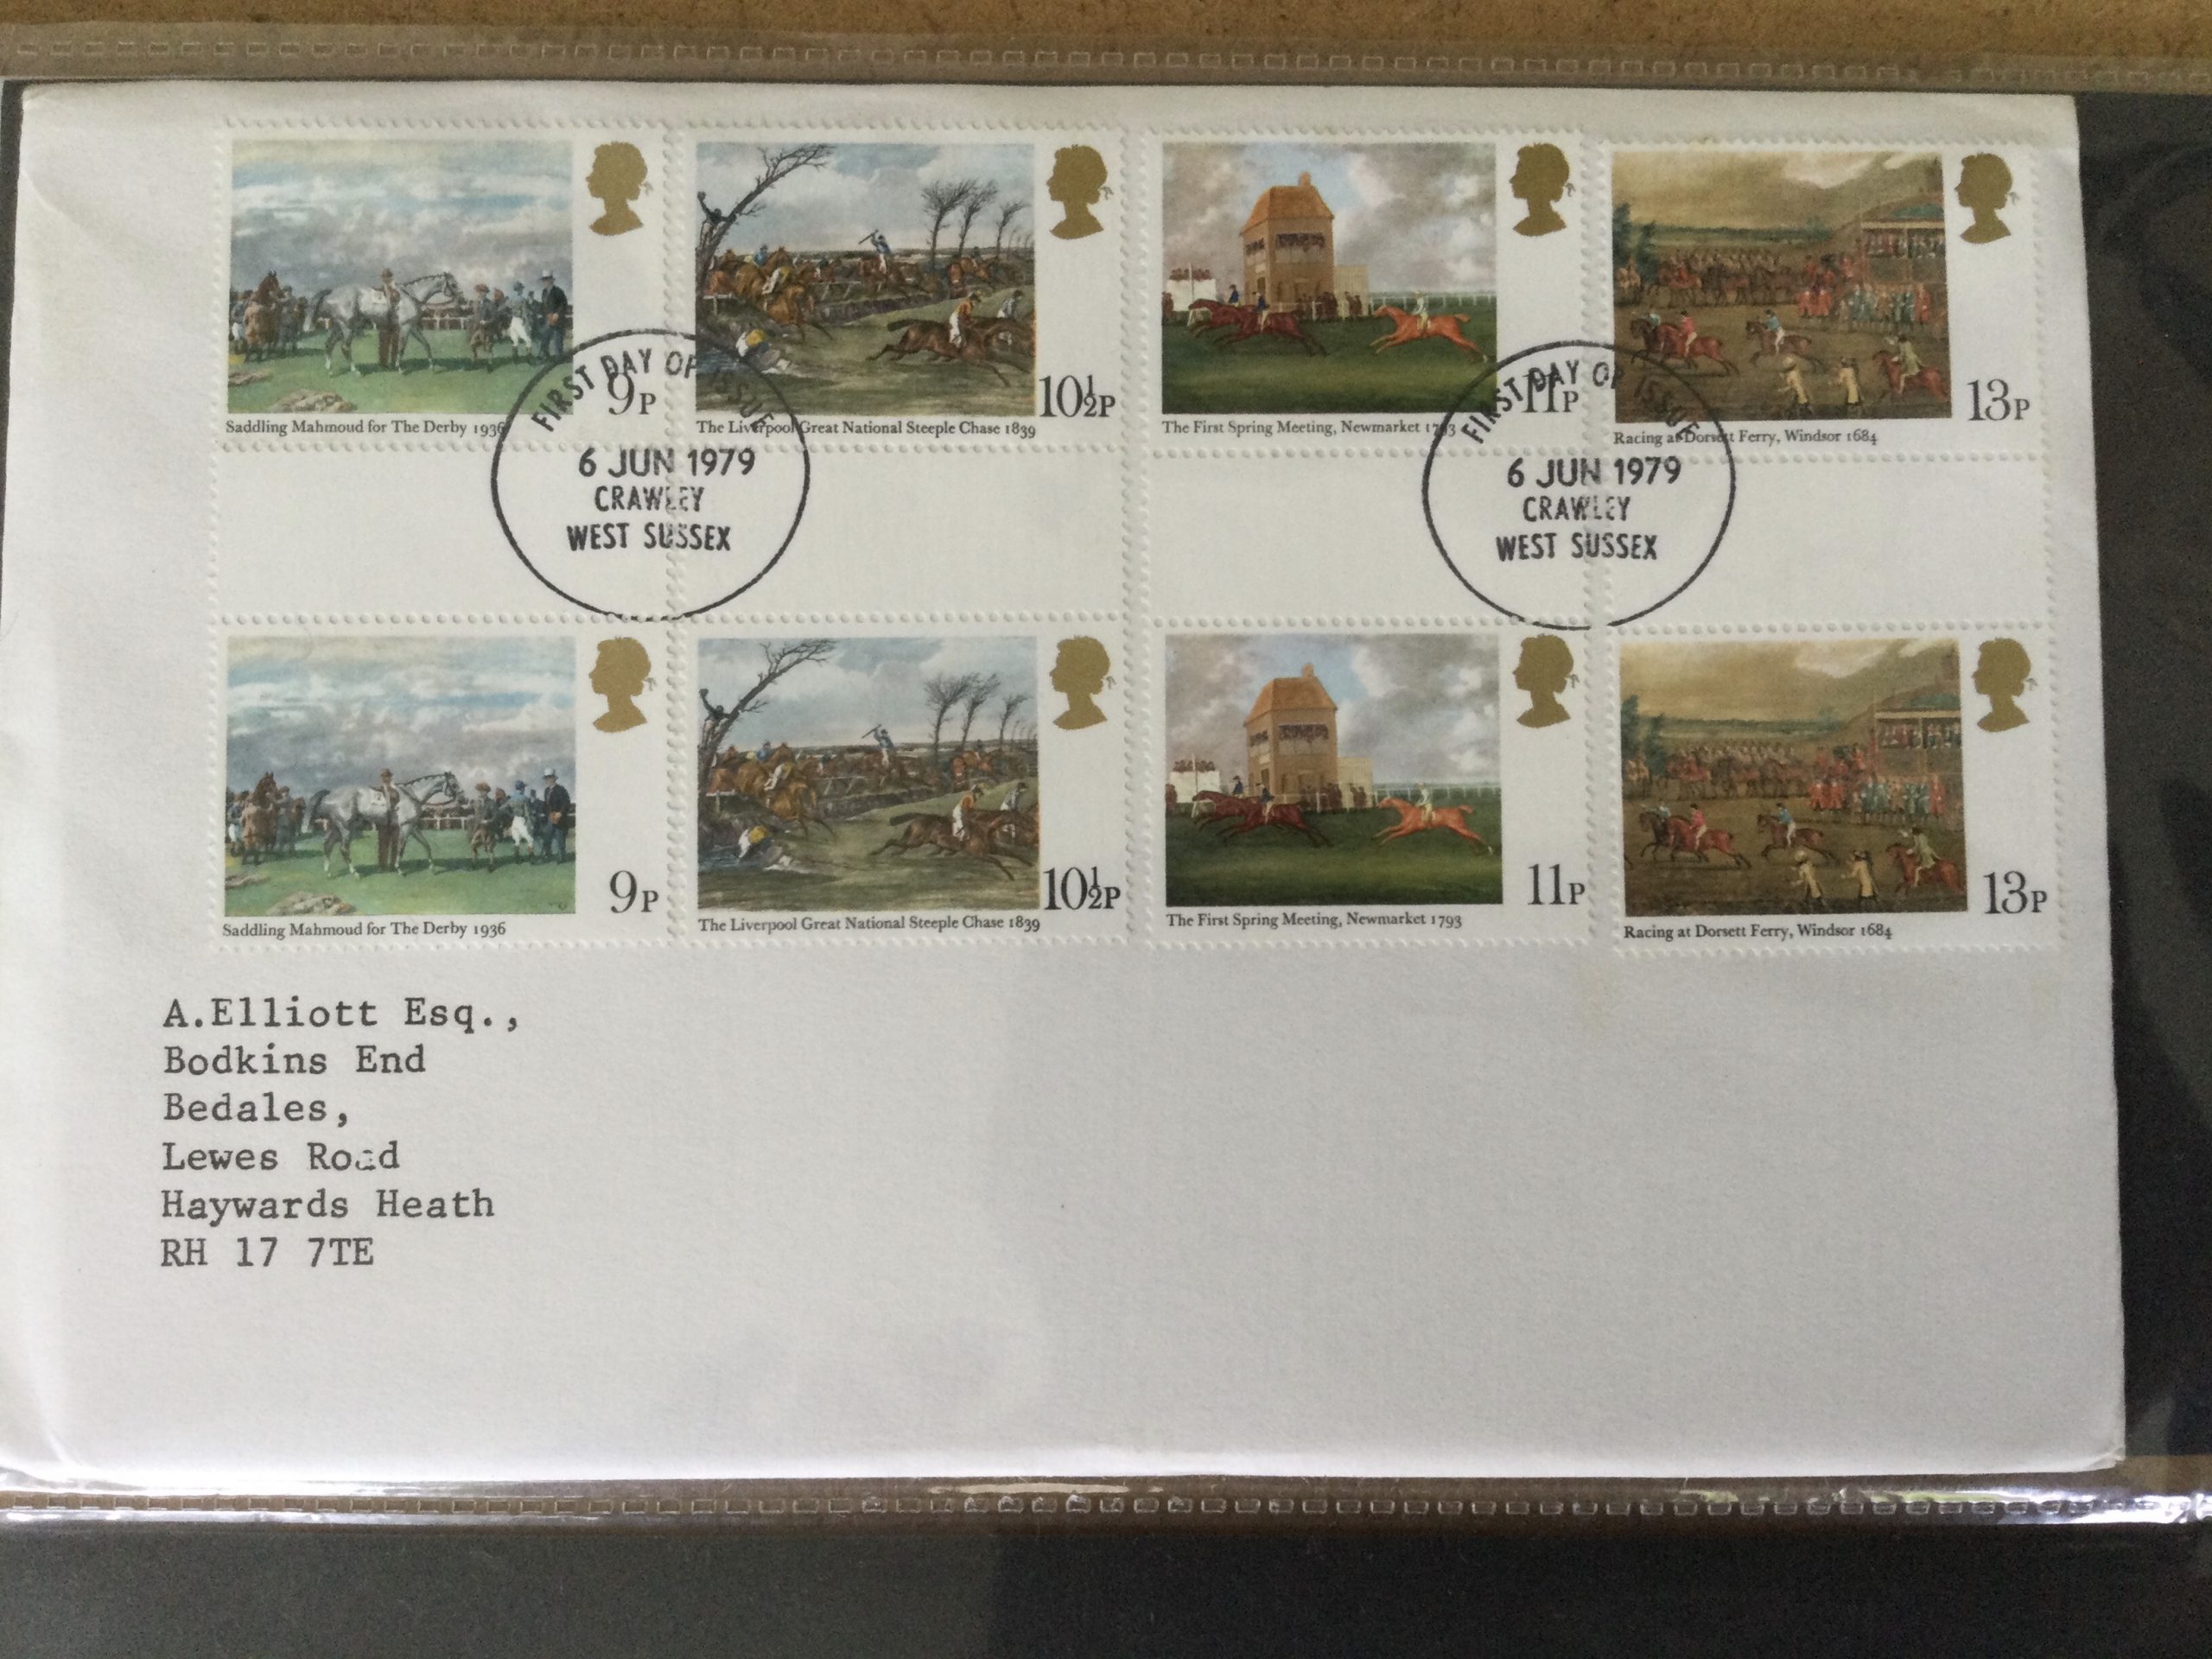 9P
Saddling Mahmoud for The Derby 1936
10½P
The Liverpool Great National Steeple Chase 1839
11P
The First Spring Meeting, Newmarket 1793
13P
Racing at Dorsett Ferry, Windsor 1684
FIRST DAY OF ISSUE
6 JUN 1979
CRAWLEY
WEST SUSSEX
FIRST DAY OF ISSUE
6 JUN 1979
CRAWLEY
WEST SUSSEX
9P
Saddling Mahmoud for The Derby 1936
10½P
The Liverpool Great National Steeple Chase 1839
11P
The First Spring Meeting, Newmarket 1793
13P
Racing at Dorsett Ferry, Windsor 1684
A.Elliott Esq.,
Bodkins End
Bedales,
Lewes Road
Haywards Heath
RH 17 7TE